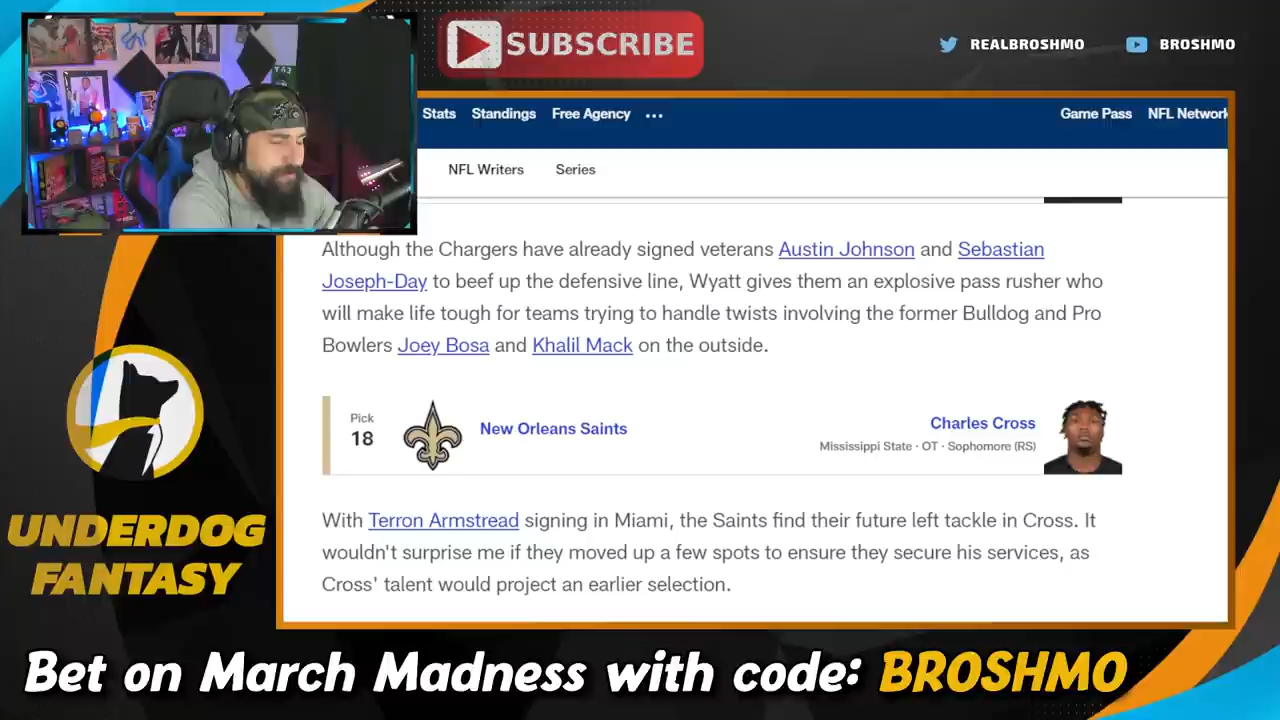 SUBSCRIBE
REALBROSHMO
BROSHMO
Stats Standings Free Agency ...
Game Pass NFL Network
NFL Writers Series
Although the Chargers have already signed veterans Austin Johnson and Sebastian
Joseph-Day to beef up the defensive line, Wyatt gives them an explosive pass rusher who
will make life tough for teams trying to handle twists involving the former Bulldog and Pro
Bowlers Joey Bosa and Khalil Mack on the outside.
Pick
18
New Orleans Saints
Charles Cross
Mississippi State · OT · Sophomore (RS)
With Terron Armstread signing in Miami, the Saints find their future left tackle in Cross. It
wouldn't surprise me if they moved up a few spots to ensure they secure his services, as
Cross' talent would project an earlier selection.
UNDERDOG
FANTASY
Bet on March Madness with code: BROSHMO